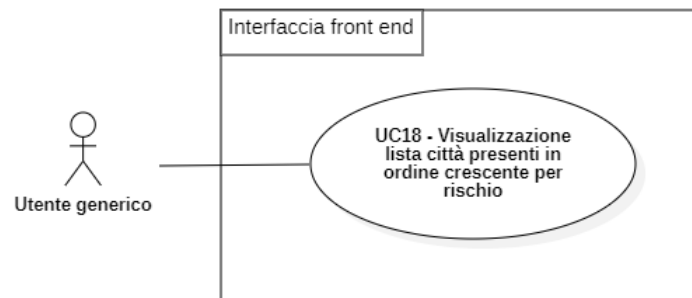 Interfaccia front end
UC18 - Visualizzazione
lista città presenti in
ordine crescente per
rischio
Utente generico